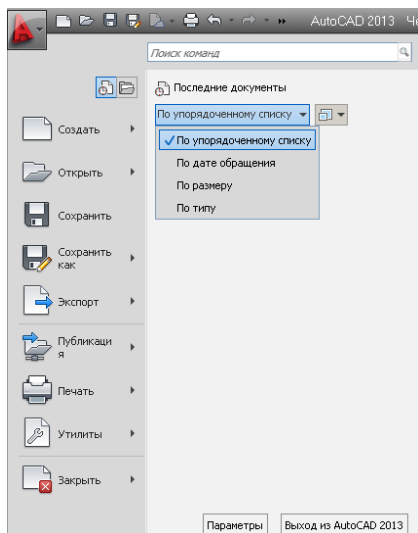 AutoCAD 2013
Поиск команд
Последние документы
По упорядоченному списку
По упорядоченному списку
По дате обращения
По размеру
По типу
Создать
Открыть
Сохранить
Сохранить
как
Экспорт
Публикаци
я
Печать
Утилиты
Закрыть
Параметры
Выход из AutoCAD 2013